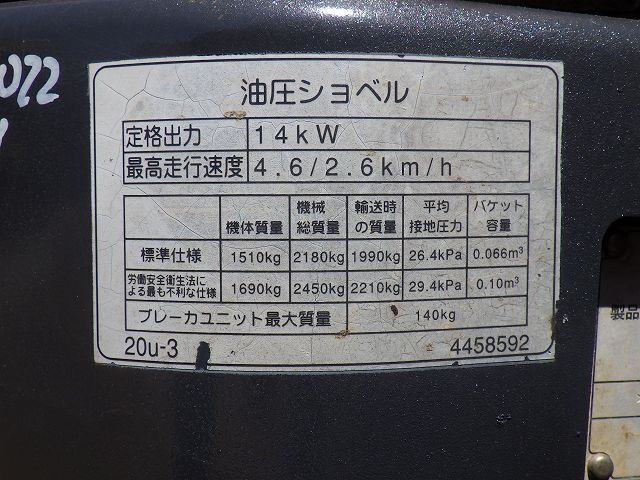 022
油圧ショベル
定格出力 14kW
最高走行速度 4.6/2.6km/h
機体質量 機械総質量 輸送時の質量 平均接地圧力 バケット容量
標準仕様 1510kg 2180kg 1990kg 26.4kPa 0.066m³
労働安全衛生法による最も不利な仕様 1690kg 2450kg 2210kg 29.4kPa 0.10m³
ブレーカユニット最大質量 140kg
20u-3 4458592
製品